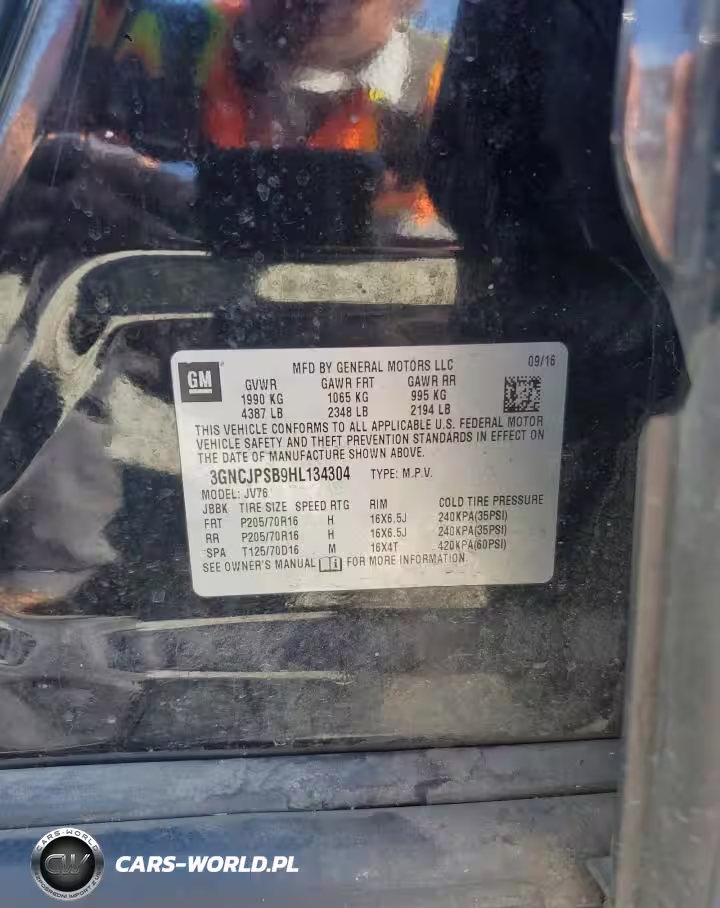 GM
MFD BY GENERAL MOTORS LLC
09/16
GVWR GAWR FRT GAWR RR
1990 KG 1065 KG 995 KG
4387 LB 2348 LB 2194 LB
THIS VEHICLE CONFORMS TO ALL APPLICABLE U.S. FEDERAL MOTOR
VEHICLE SAFETY AND THEFT PREVENTION STANDARDS IN EFFECT ON
THE DATE OF MANUFACTURE SHOWN ABOVE.
3GNCJPSB9HL134304 TYPE: M.P.V.
MODEL: JV76
JBBK TIRE SIZE SPEED RTG RIM COLD TIRE PRESSURE
FRT P205/70R16 H 16X6.5J 240KPA(35PSI)
RR P205/70R16 H 16X6.5J 240KPA(35PSI)
SPA T125/70D16 M 16X4T 420KPA(60PSI)
SEE OWNER'S MANUAL FOR MORE INFORMATION.
CARS-WORLD
CW
CARS-WORLD.PL